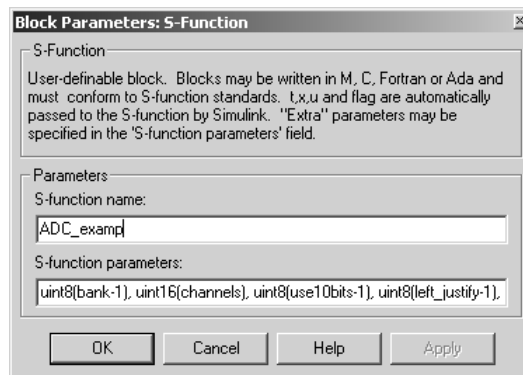 Block Parameters: S-Function
S-Function
User-definable block. Blocks may be written in M, C, Fortran or Ada and
must conform to S-function standards. t,x,u and flag are automatically
passed to the S-function by Simulink. "Extra" parameters may be
specified in the 'S-function parameters' field.
Parameters
S-function name:
ADC_examp
S-function parameters:
uint8(bank-1), uint16(channels), uint8(use10bits-1), uint8(left_justify-1),
OK Cancel Help Apply